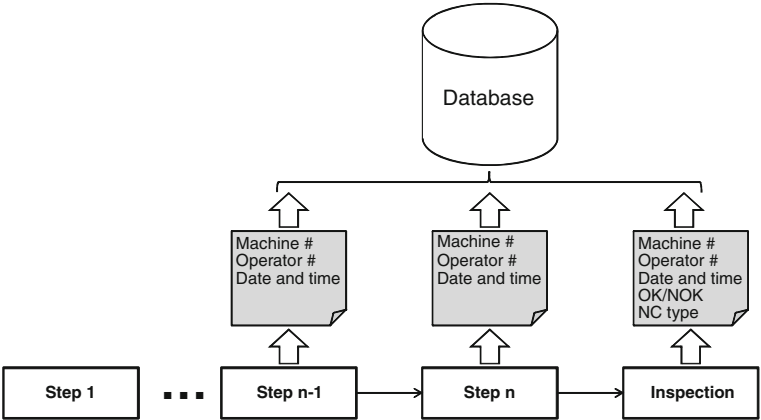 Database
Machine #
Operator #
Date and time
Machine #
Operator #
Date and time
Machine #
Operator #
Date and time
OK/NOK
NC type
Step 1
Step n-1
Step n
Inspection